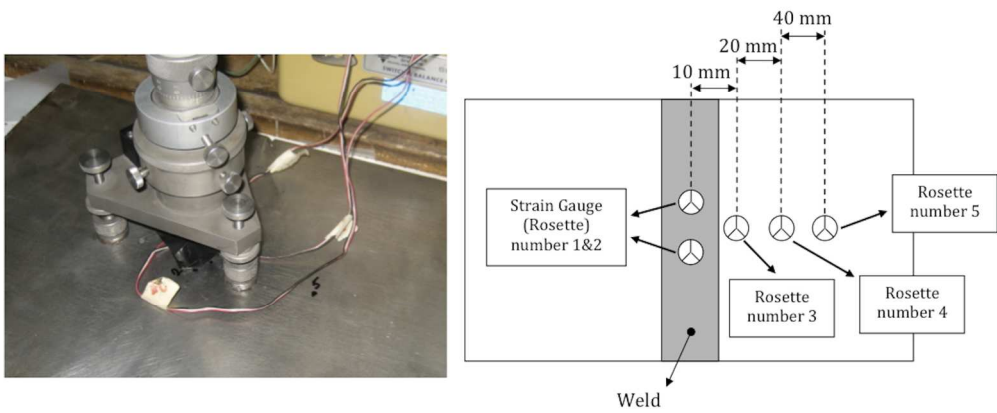 40 mm
20 mm
10 mm
Strain Gauge
(Rosette)
number 1&2
Rosette
number 5
Rosette
number 3
Rosette
number 4
Weld
5